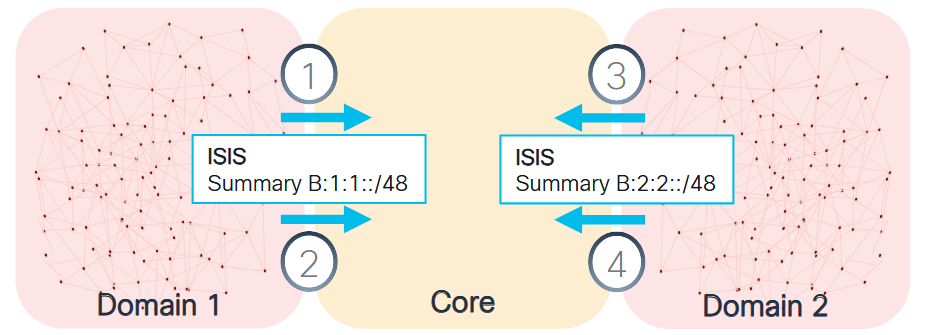 1
3
ISIS
Summary B:1:1::/48
ISIS
Summary B:2:2::/48
2
4
Domain 1
Core
Domain 2